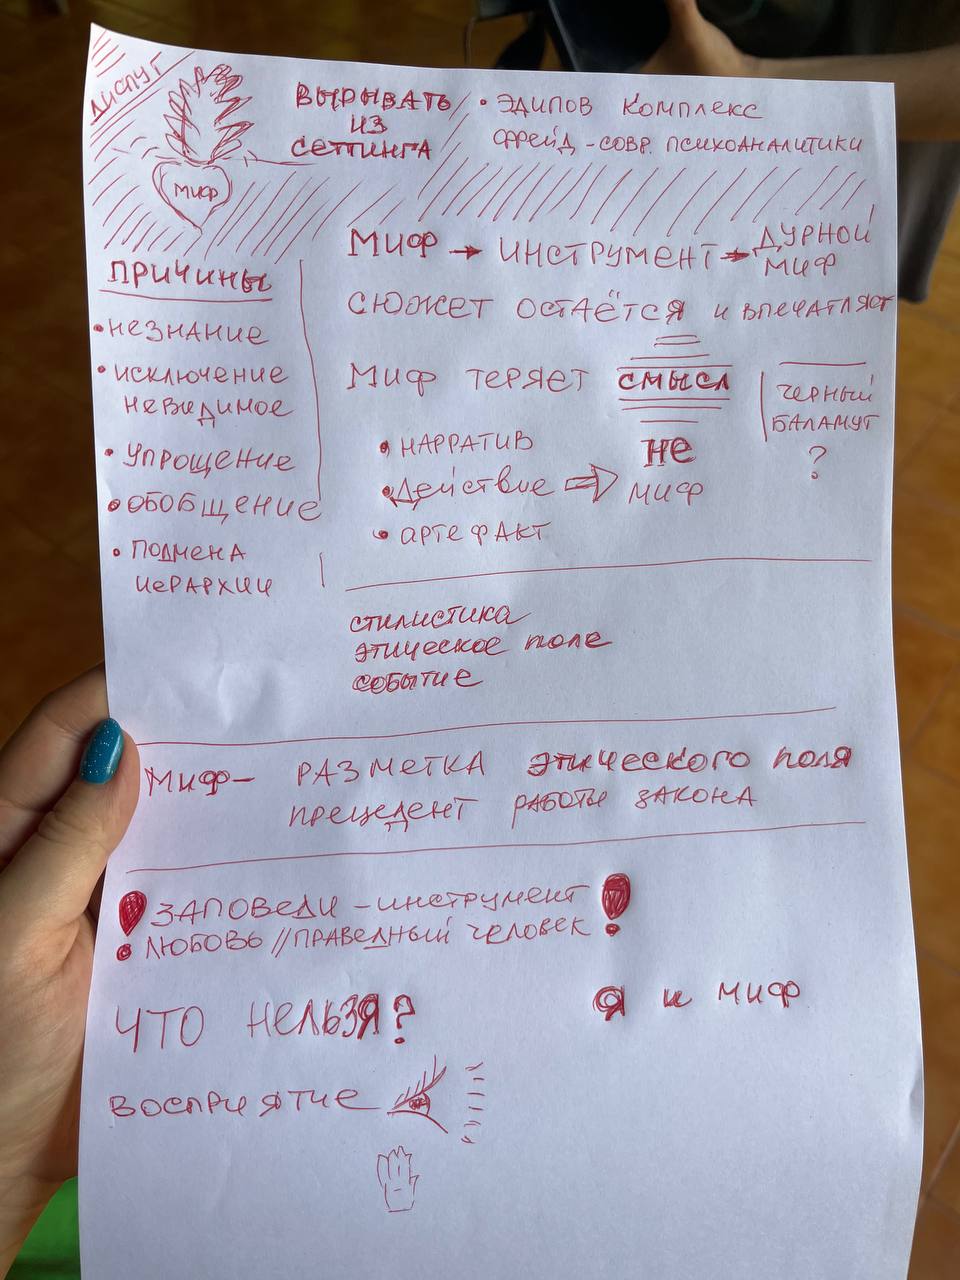 ДИСПУТ
МИФ
ВЫРЫВАТЬ
ИЗ
СЕТТИНГА
• ЭДИПОВ КОМПЛЕКС
ФРЕЙД - СОВР. ПСИХОАНАЛИТИКИ
ПРИЧИНЫ
• НЕЗНАНИЕ
• ИСКЛЮЧЕНИЕ
НЕВИДИМОЕ
• УПРОЩЕНИЕ
• ОБОБЩЕНИЕ
• ПОДМЕНА
ИЕРАРХИИ
МИФ → ИНСТРУМЕНТ → ДУРНОЙ
МИФ
СЮЖЕТ ОСТАЁТСЯ И ВПЕЧАТЛЯЕТ
МИФ ТЕРЯЕТ СМЫСЛ
ЧЕРНЫЙ
БАЛАМУТ
?
• НАРРАТИВ
• ДЕЙСТВИЕ ⇒ НЕ
МИФ
• АРТЕФАКТ
СТИЛИСТИКА
ЭТИЧЕСКОЕ ПОЛЕ
СОБЫТИЕ
МИФ – РАЗМЕТКА ЭТИЧЕСКОГО ПОЛЯ
ПРЕЦЕДЕНТ РАБОТЫ ЗАКОНА
! ЗАПОВЕДИ – ИНСТРУМЕНТ !
ЛЮБОВЬ // ПРАВЕДНЫЙ ЧЕЛОВЕК
ЧТО НЕЛЬЗЯ?
Я И МИФ
ВОСПРИЯТИЕ